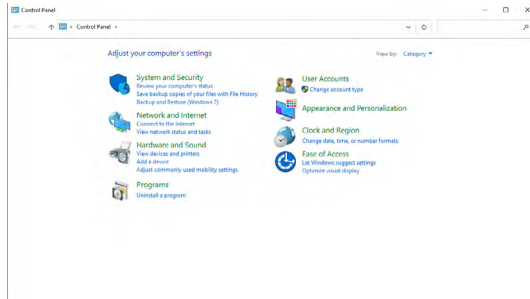 Control Panel
Control Panel
Adjust your computer's settings
View by: Category
System and Security
Review your computer's status
Save backup copies of your files with File History
Backup and Restore (Windows 7)
Network and Internet
Connect to the Internet
View network status and tasks
Hardware and Sound
View devices and printers
Add a device
Adjust commonly used mobility settings
Programs
Uninstall a program
User Accounts
Change account type
Appearance and Personalization
Clock and Region
Change date, time, or number formats
Ease of Access
Let Windows suggest settings
Optimize visual display